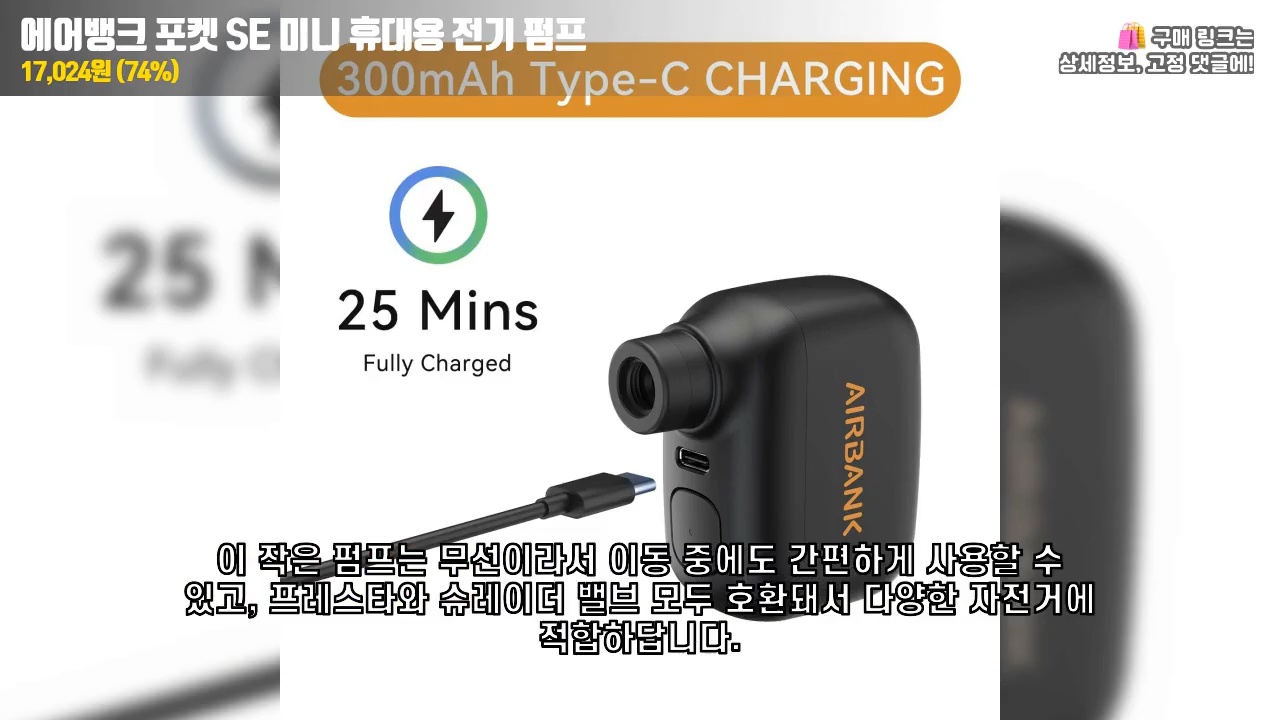 에어뱅크 포켓 SE 미니 휴대용 전기 펌프
17,024원 (74%)
🛍️ 구매 링크는
상세정보, 고정 댓글에!
300mAh Type-C CHARGING
25 Mins
Fully Charged
AIRBANK
이 작은 펌프는 무선이라서 이동 중에도 간편하게 사용할 수
있고, 프레스타와 슈레이더 밸브 모두 호환돼서 다양한 자전거에
적합하답니다.